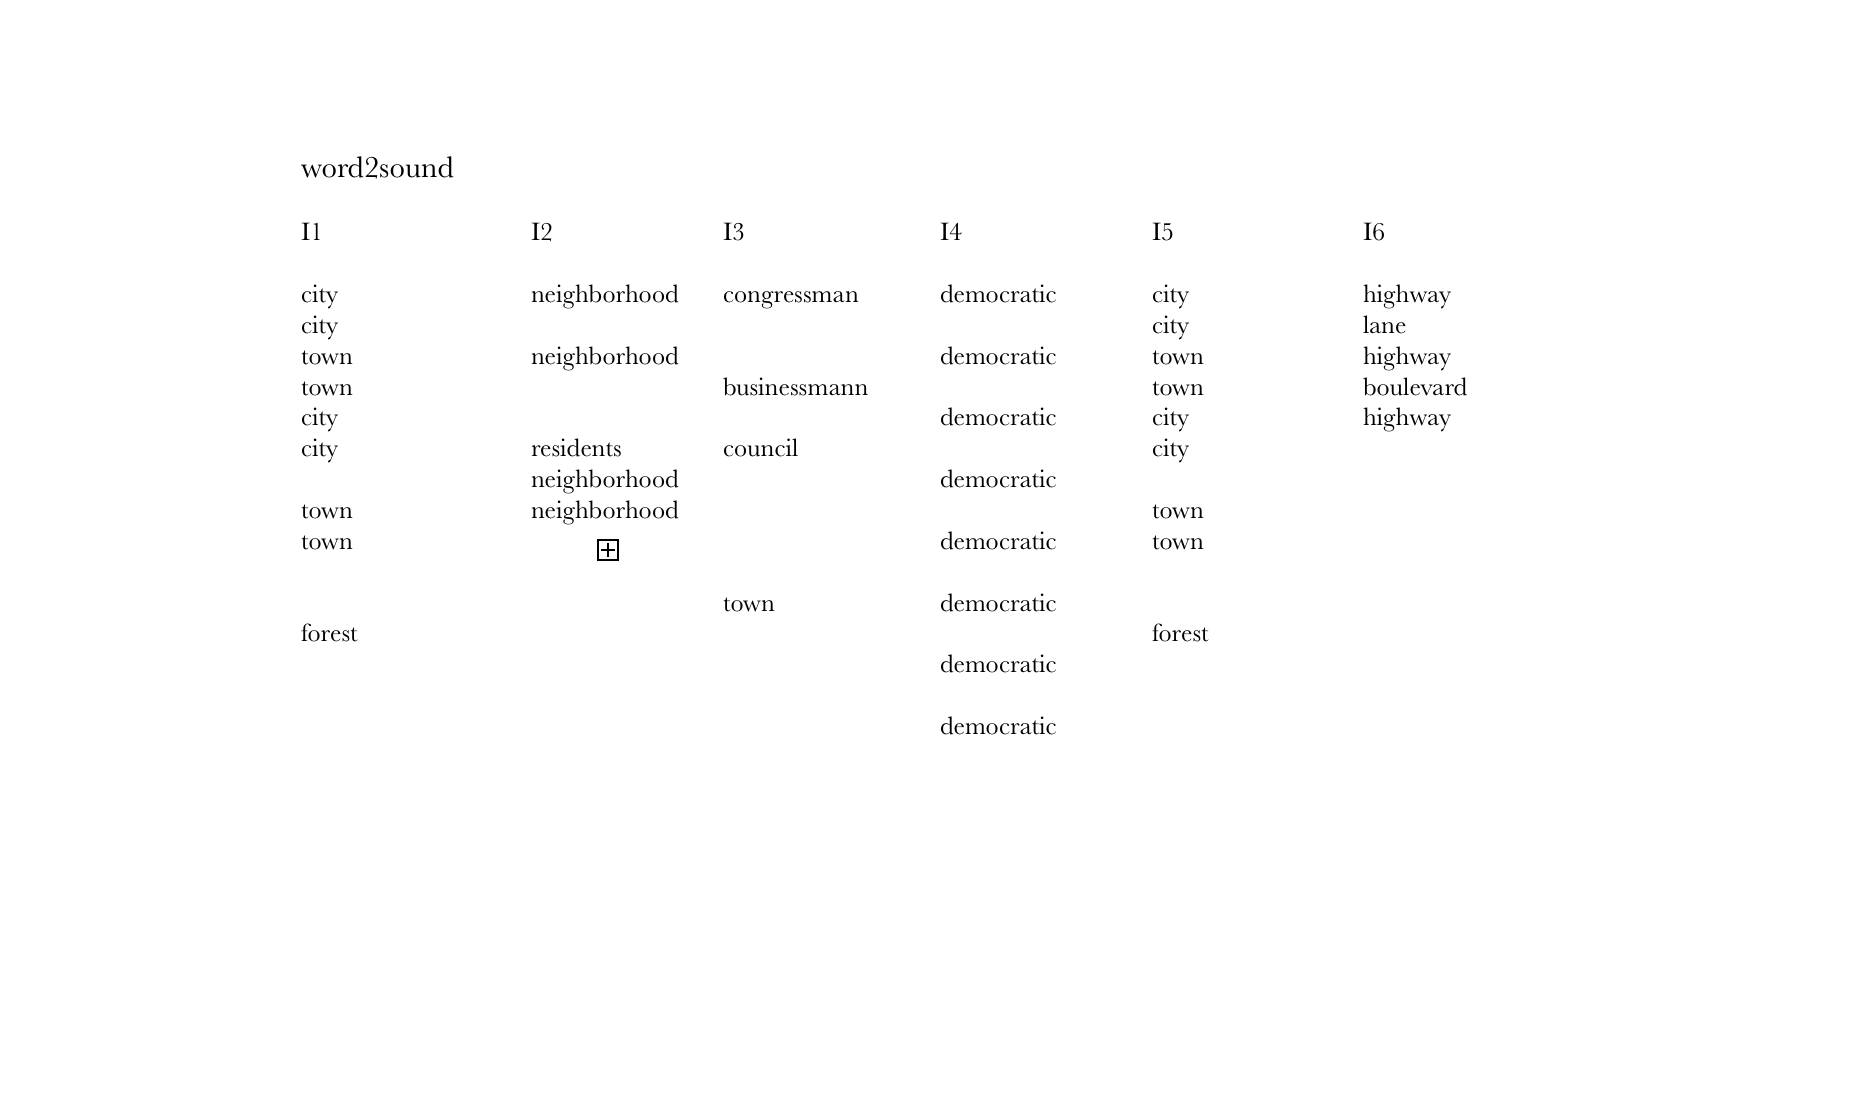 word2sound
I1 I2 I3 I4 I5 I6
city neighborhood congressman democratic city highway
city city lane
town neighborhood democratic town highway
town businessmann town boulevard
city democratic city highway
city residents council city
neighborhood democratic
town neighborhood town
town democratic town
town democratic
forest forest
democratic
democratic